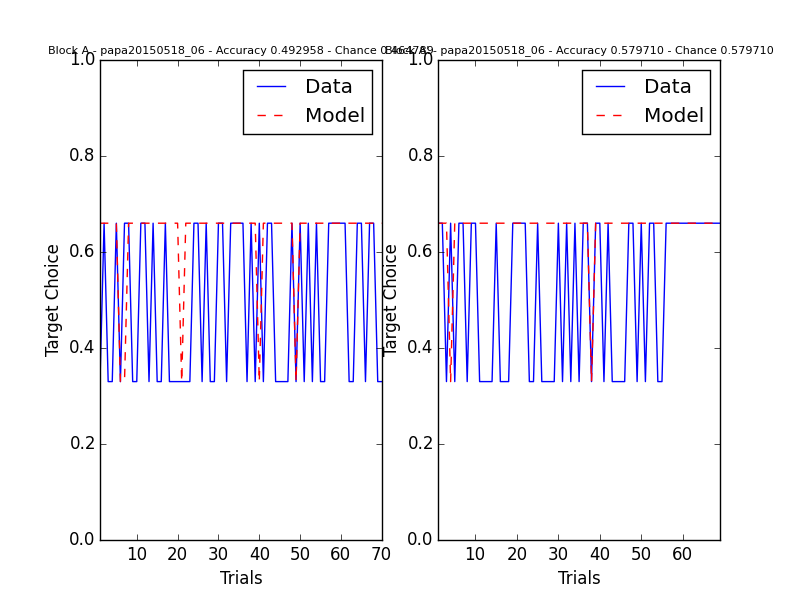 Block A - papa20150518_06 - Accuracy 0.492958 - Chance 0.464789
- papa20150518_06 - Accuracy 0.579710 - Chance 0.579710
1.0
0.8
0.6
0.4
0.2
0.0
Target Choice
10 20 30 40 50 60 70
Trials
Data
Model
1.0
0.8
0.6
0.4
0.2
0.0
Target Choice
10 20 30 40 50 60
Trials
Data
Model